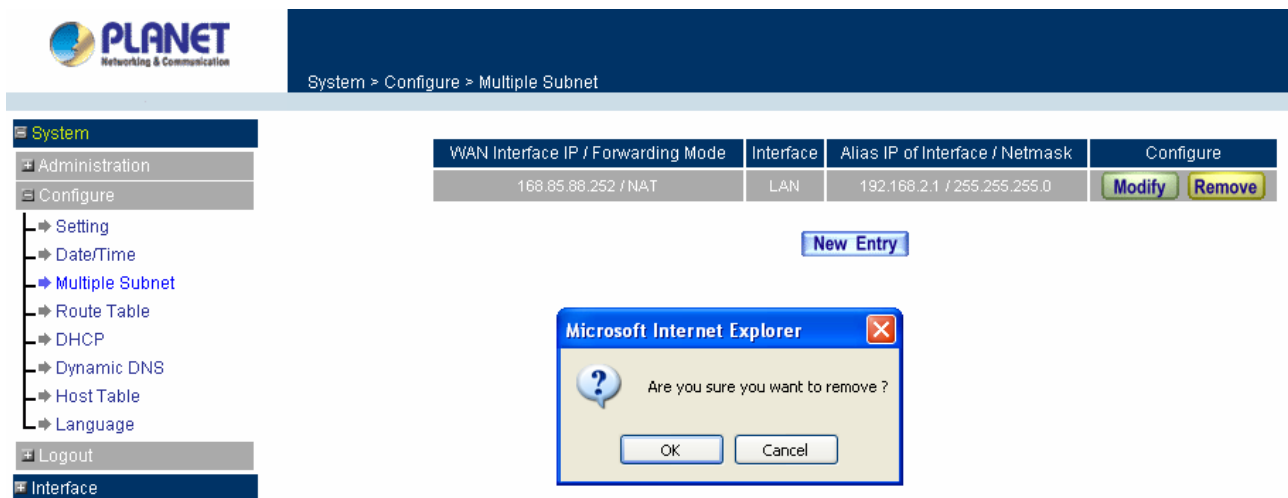 PLANET
Networking & Communication
System > Configure > Multiple Subnet
System
Administration
Configure
Setting
Date/Time
Multiple Subnet
Route Table
DHCP
Dynamic DNS
Host Table
Language
Logout
Interface
WAN Interface IP / Forwarding Mode Interface Alias IP of Interface / Netmask Configure
168.85.88.252 / NAT LAN 192.168.2.1 / 255.255.255.0 Modify Remove
New Entry
Microsoft Internet Explorer
Are you sure you want to remove ?
OK Cancel